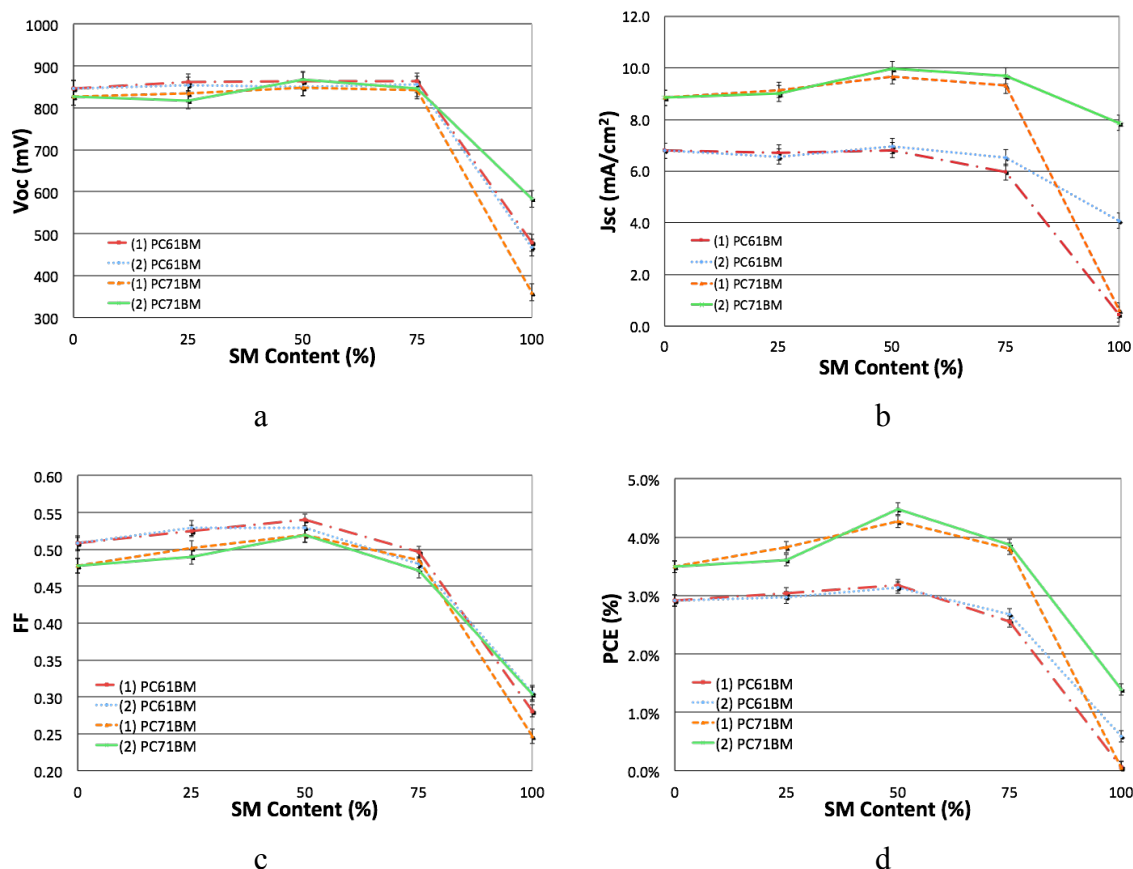 1000
900
800
700
600
500
400
300
Voc (mV)
(1) PC61BM
(2) PC61BM
(1) PC71BM
(2) PC71BM
0 25 50 75 100
SM Content (%)
a
12.0
10.0
8.0
6.0
4.0
2.0
0.0
Jsc (mA/cm²)
(1) PC61BM
(2) PC61BM
(1) PC71BM
(2) PC71BM
0 25 50 75 100
SM Content (%)
b
0.60
0.55
0.50
0.45
0.40
0.35
0.30
0.25
0.20
FF
(1) PC61BM
(2) PC61BM
(1) PC71BM
(2) PC71BM
0 25 50 75 100
SM Content (%)
c
5.0%
4.0%
3.0%
2.0%
1.0%
0.0%
PCE (%)
(1) PC61BM
(2) PC61BM
(1) PC71BM
(2) PC71BM
0 25 50 75 100
SM Content (%)
d